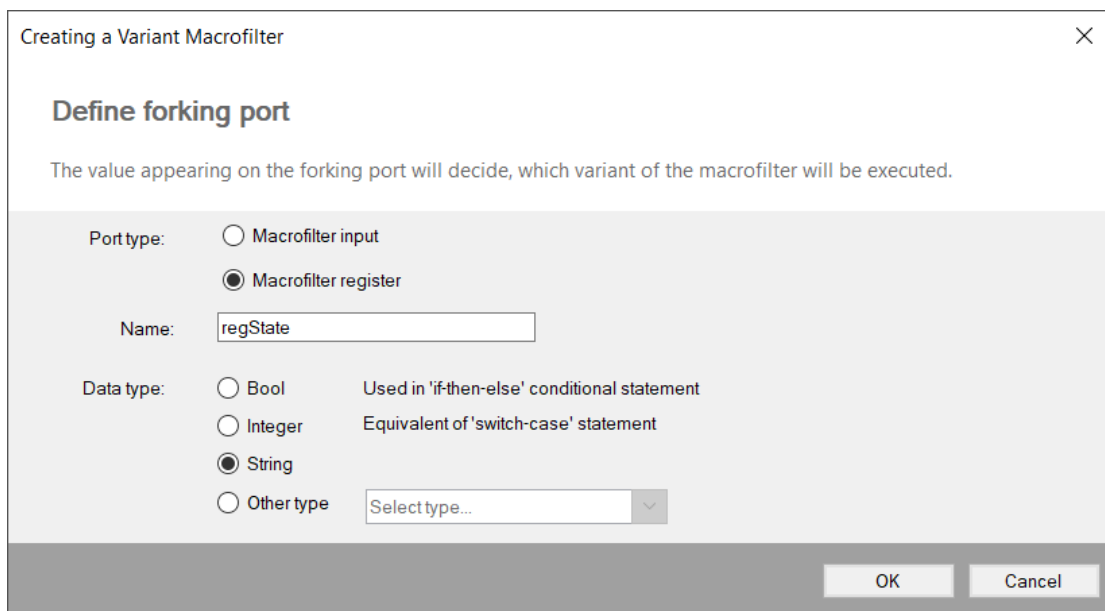 Creating a Variant Macrofilter
Define forking port
The value appearing on the forking port will decide, which variant of the macrofilter will be executed.
Port type:
Macrofilter input
Macrofilter register
Name:
regState
Data type:
Bool
Used in 'if-then-else' conditional statement
Integer
Equivalent of 'switch-case' statement
String
Other type
Select type...
OK
Cancel